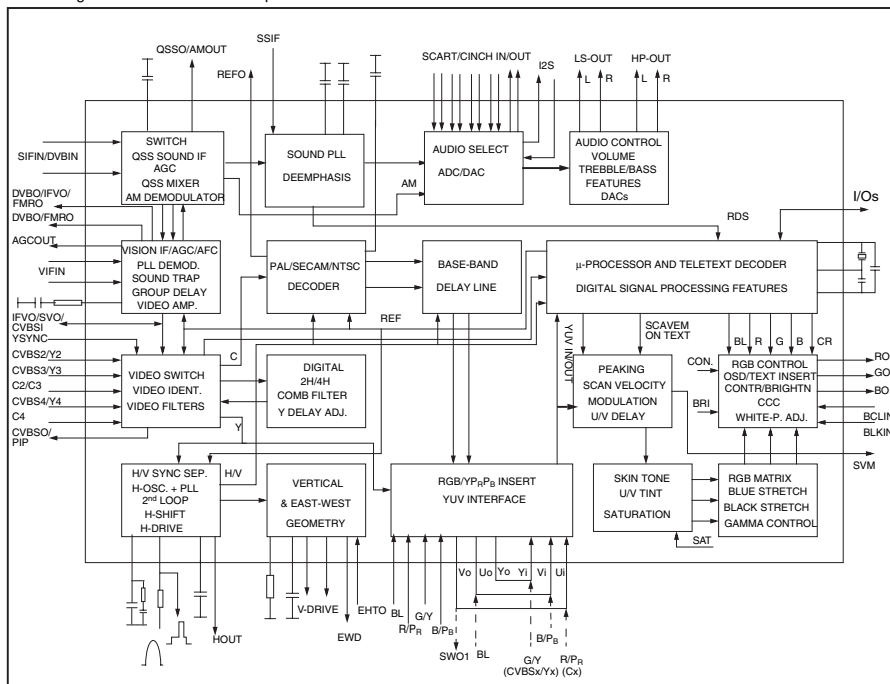 QSSO/AMOUT
SSIF
REFO
SCART/CINCH IN/OUT
I2S
LS-OUT
HP-OUT
L
R
L
R
SIFIN/DVBIN
SWITCH
QSS SOUND IF
AGC
QSS MIXER
AM DEMODULATOR
SOUND PLL
DEEMPHASIS
AUDIO SELECT
ADC/DAC
AM
AUDIO CONTROL
VOLUME
TREBBLE/BASS
FEATURES
DACs
RDS
I/Os
DVBO/IFVO/
FMRO
DVBO/FMRO
AGCOUT
VIFIN
IFVO/SVO/
CVBSI
YSYNC
CVBS2/Y2
CVBS3/Y3
C2/C3
CVBS4/Y4
C4
CVBSO/
PIP
VISION IF/AGC/AFC
PLL DEMOD.
SOUND TRAP
GROUP DELAY
VIDEO AMP.
PAL/SECAM/NTSC
DECODER
BASE-BAND
DELAY LINE
μ-PROCESSOR AND TELETEXT DECODER
DIGITAL SIGNAL PROCESSING FEATURES
REF
C
YUV IN/OUT
SCAVEM
ON TEXT
BL
R
G
B
CR
VIDEO SWITCH
VIDEO IDENT.
VIDEO FILTERS
DIGITAL
2H/4H
COMB FILTER
Y DELAY ADJ.
PEAKING
SCAN VELOCITY
MODULATION
U/V DELAY
CON.
BRI
RGB CONTROL
OSD/TEXT INSERT
CONTR/BRIGHTN
CCC
WHITE-P. ADJ.
RO
GO
BO
BCLIN
BLKIN
SVM
Y
H/V SYNC SEP.
H-OSC. + PLL
2nd LOOP
H-SHIFT
H-DRIVE
H/V
VERTICAL
& EAST-WEST
GEOMETRY
RGB/YPRPB INSERT
YUV INTERFACE
SKIN TONE
U/V TINT
SATURATION
RGB MATRIX
BLUE STRETCH
BLACK STRETCH
GAMMA CONTROL
SAT
Vo
Uo
Yo
Yi
Vi
Ui
HOUT
V-DRIVE
EWD
EHTO
BL
R/PR
G/Y
B/PB
SWO1
BL
G/Y
(CVBSx/Yx)
B/PB
R/PR
(Cx)